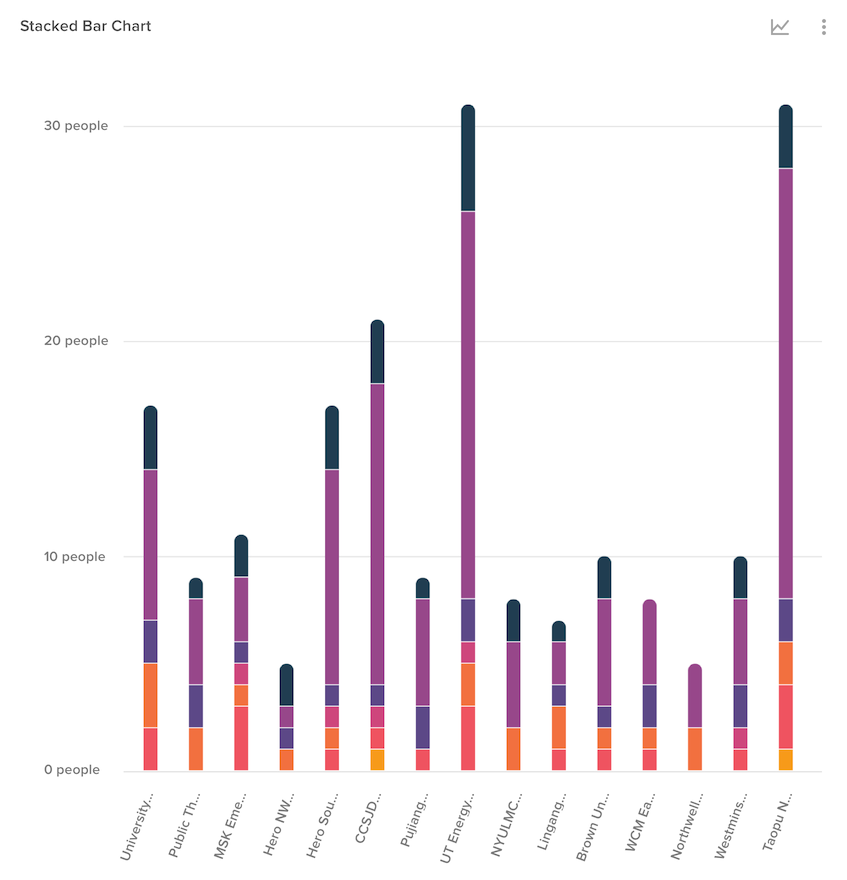 Stacked Bar Chart
30 people
20 people
10 people
0 people
University...
Public Th...
MSK Eme...
Hero NW...
Hero Sou...
CCSJD...
Pujiang...
UT Energy...
NYULMC...
Lingang...
Brown Un...
WCM Ea...
Northwell...
Westmins...
Taopu N...